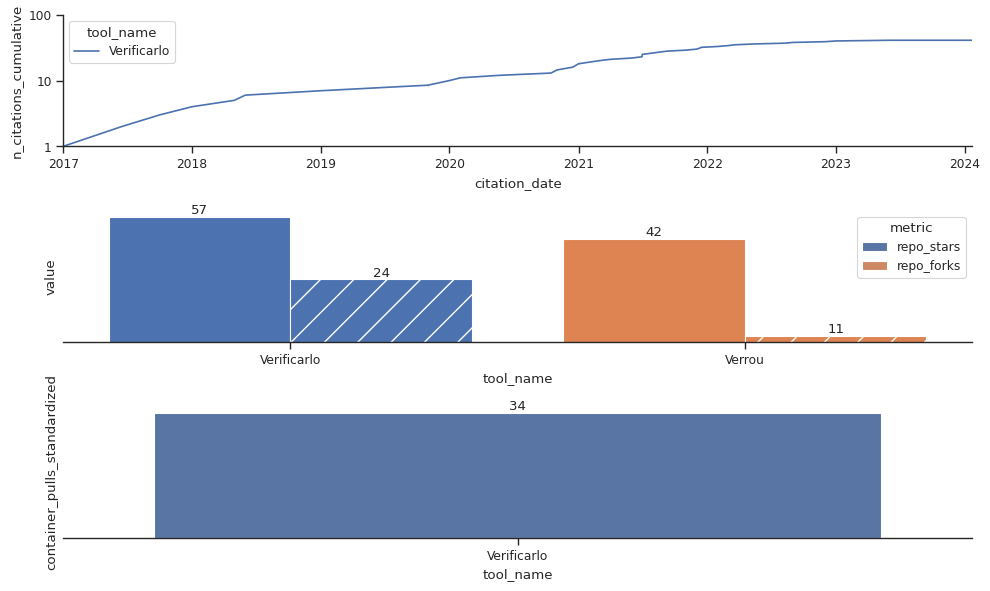 n_citations_cumulative
100
10
1
tool_name
Verificarlo
2017 2018 2019 2020 2021 2022 2023 2024
citation_date
value
57
24
42
11
metric
repo_stars
repo_forks
Verificarlo Verrou
tool_name
container_pulls_standardized
34
Verificarlo
tool_name